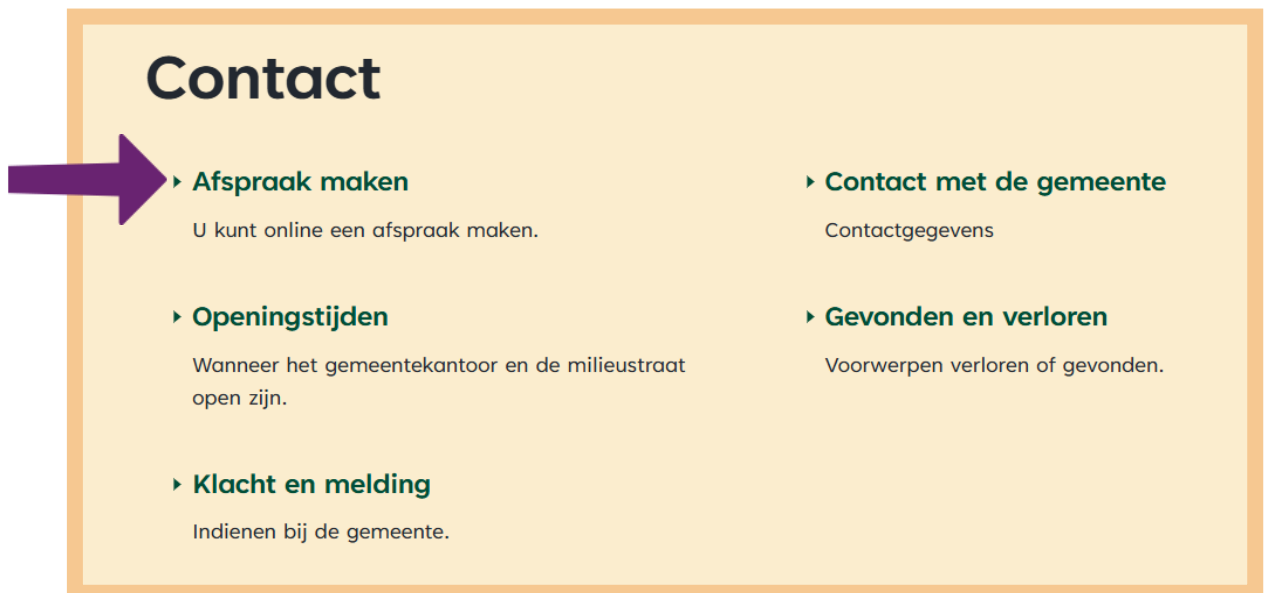 Contact
Afspraak maken
U kunt online een afspraak maken.
Contact met de gemeente
Contactgegevens
Openingstijden
Wanneer het gemeentekantoor en de milieustraat
open zijn.
Gevonden en verloren
Voorwerpen verloren of gevonden.
Klacht en melding
Indienen bij de gemeente.